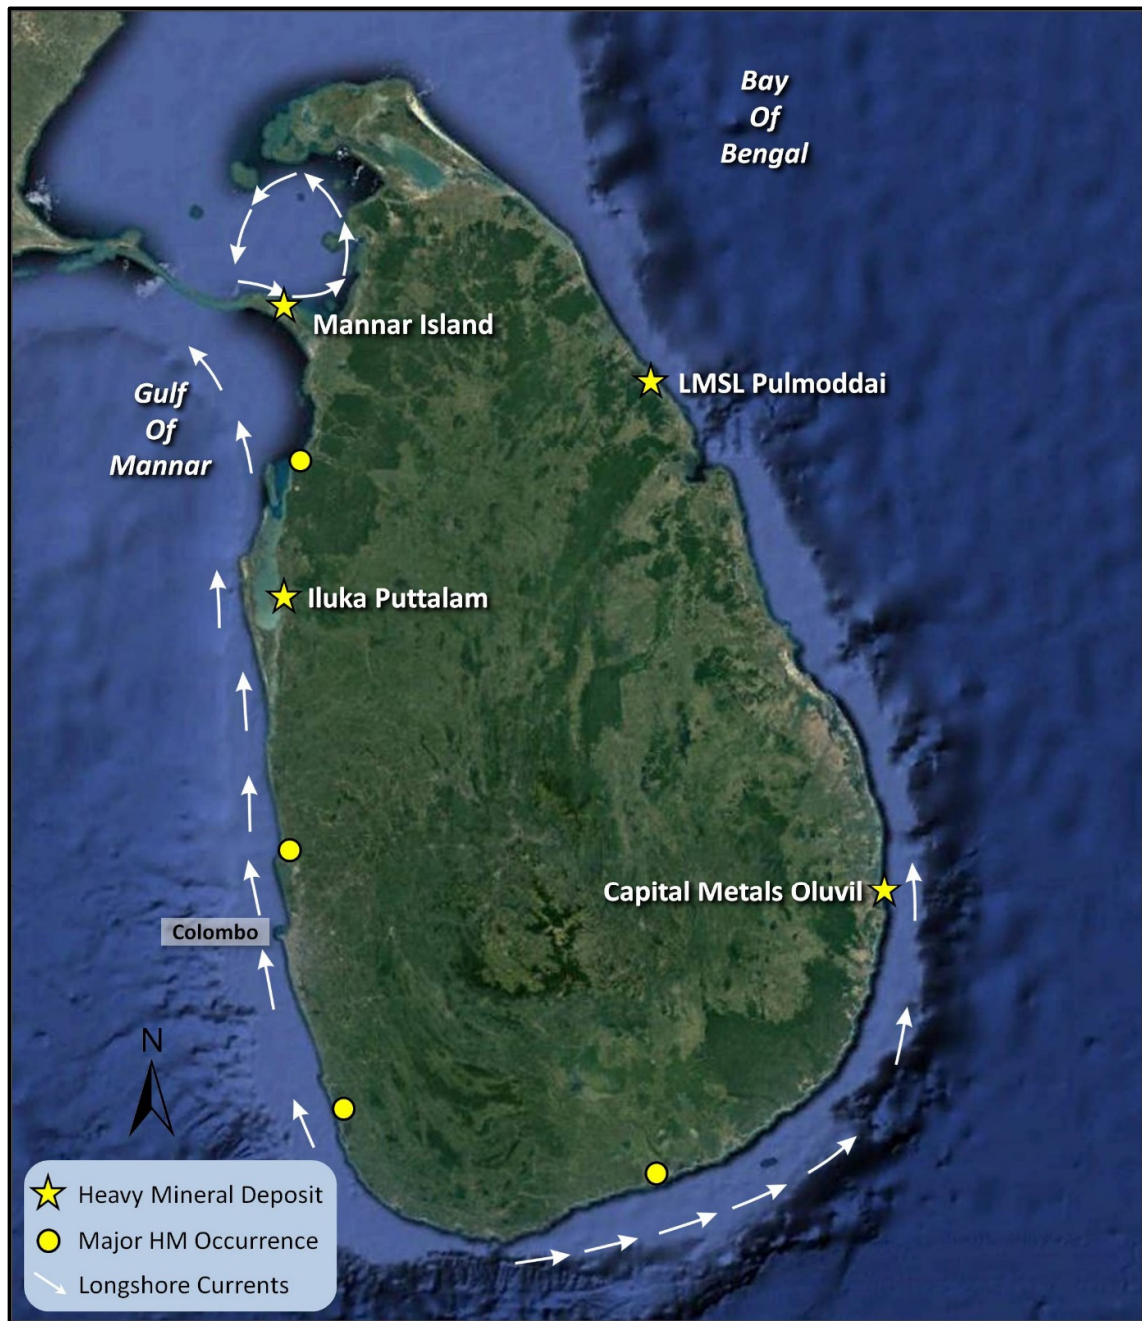 Bay
Of
Bengal
Mannar Island
LMSL Pulmoddai
Gulf
Of
Mannar
Iluka Puttalam
Capital Metals Oluvil
Colombo
N
Heavy Mineral Deposit
Major HM Occurrence
Longshore Currents